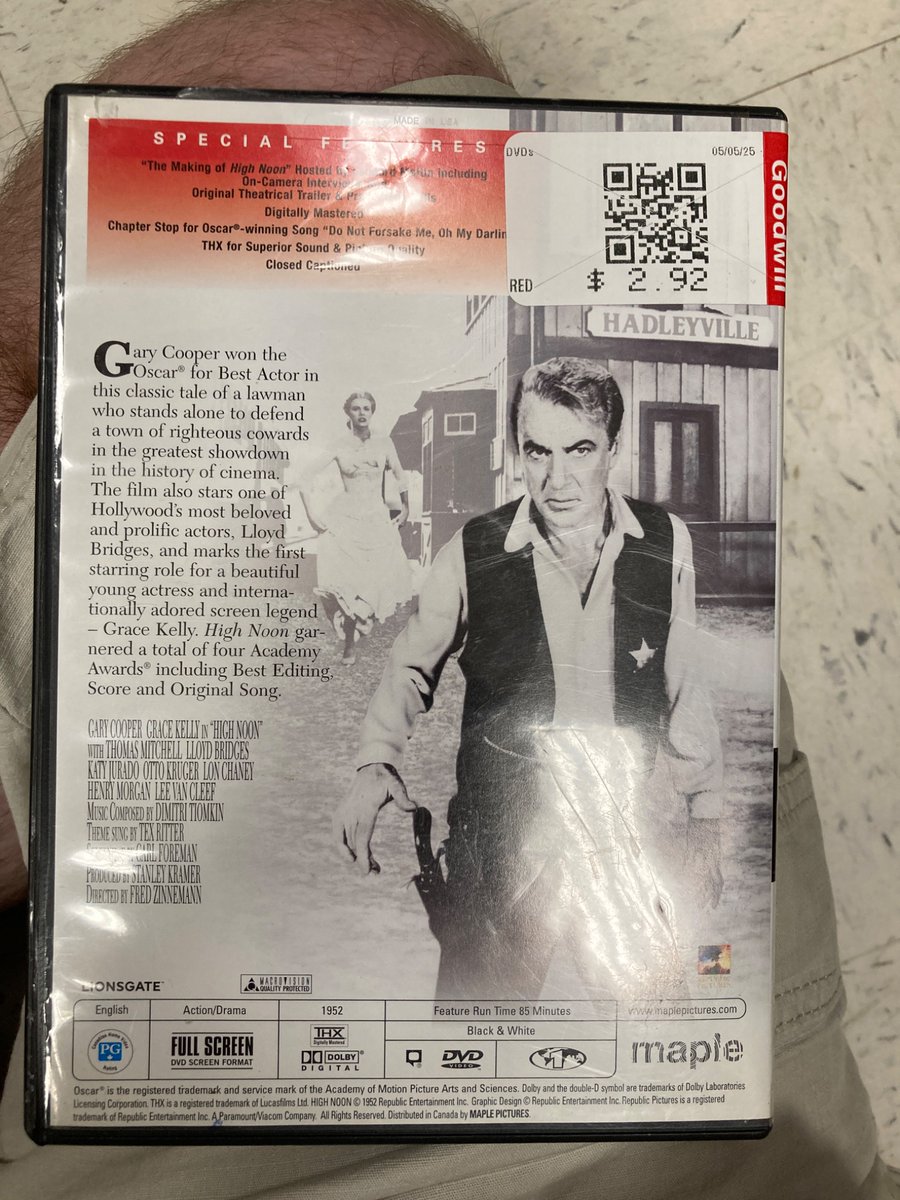 MADE IN USA
SPECIAL FEATURES
"The Making of High Noon" Hosted Including
On-Camera
Original Theatrical Trailer &
Digitally Mastered
Chapter Stop for Oscar®-winning Song "Do Not Forsake Me, Oh My Darlin
THX for Superior Sound & Picture Quality
Closed Captioned
DVDs 05/05/25
RED $ 2.92
Goodwill
HADLEYVILLE
Gary Cooper won the
Oscar® for Best Actor in
this classic tale of a lawman
who stands alone to defend
a town of righteous cowards
in the greatest showdown
in the history of cinema.
The film also stars one of
Hollywood's most beloved
and prolific actors, Lloyd
Bridges, and marks the first
starring role for a beautiful
young actress and interna-
tionally adored screen legend
– Grace Kelly. High Noon gar-
nered a total of four Academy
Awards® including Best Editing,
Score and Original Song.
GARY COOPER GRACE KELLY IN "HIGH NOON"
WITH THOMAS MITCHELL LLOYD BRIDGES
KATY JURADO OTTO KRUGER LON CHANEY
HENRY MORGAN LEE VAN CLEEF
MUSIC COMPOSED BY DIMITRI TIOMKIN
THEME SUNG BY TEX RITTER
CARL FOREMAN
PRODUCED BY STANLEY KRAMER
DIRECTED BY FRED ZINNEMANN
LIONSGATE™
MACROVISION
QUALITY PROTECTED
English Action/Drama 1952 Feature Run Time 85 Minutes www.maplepictures.com
Black & White
PG
FULL SCREEN
DVD SCREEN FORMAT
THX
Digitally Mastered
DOLBY
DIGITAL
DVD
VIDEO
1
maple
Oscar® is the registered trademark and service mark of the Academy of Motion Picture Arts and Sciences. Dolby and the double-D symbol are trademarks of Dolby Laboratories
Licensing Corporation. THX is a registered trademark of Lucasfilms Ltd. HIGH NOON © 1952 Republic Entertainment Inc. Graphic Design © Republic Entertainment Inc. Republic Pictures is a registered
trademark of Republic Entertainment Inc. A Paramount/Viacom Company. All Rights Reserved. Distributed in Canada by MAPLE PICTURES.